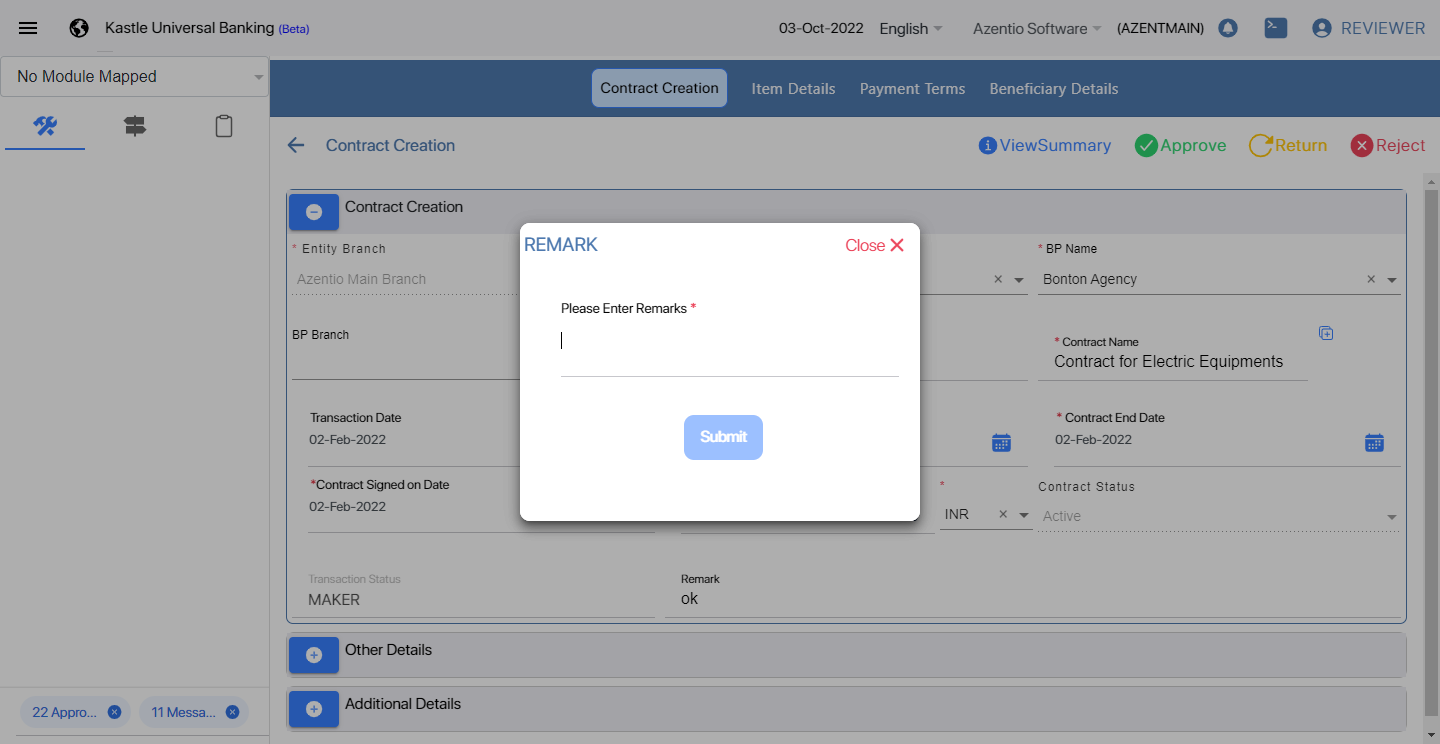 Kastle Universal Banking (Beta)
03-Oct-2022 English Azentio Software (AZENTMAIN) REVIEWER
No Module Mapped
Contract Creation Item Details Payment Terms Beneficiary Details
Contract Creation
ViewSummary Approve Return Reject
Contract Creation
* Entity Branch
Azentio Main Branch
* BP Name
Bonton Agency
BP Branch
* Contract Name
Contract for Electric Equipments
Transaction Date
02-Feb-2022
* Contract End Date
02-Feb-2022
*Contract Signed on Date
02-Feb-2022
*
INR
Contract Status
Active
Transaction Status
MAKER
Remark
ok
REMARK
Close
Please Enter Remarks *
Submit
Other Details
Additional Details
22 Appro...
11 Messa...